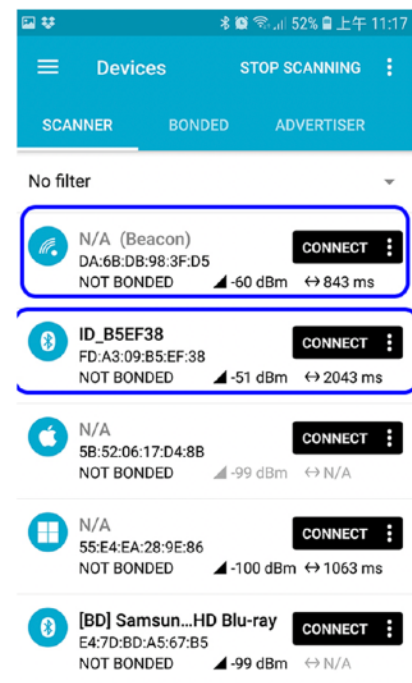 52% 上午 11:17
Devices STOP SCANNING
SCANNER BONDED ADVERTISER
No filter
N/A (Beacon)
CONNECT
DA:6B:DB:98:3F:D5
NOT BONDED -60 dBm 843 ms
ID_B5EF38
CONNECT
FD:A3:09:B5:EF:38
NOT BONDED -51 dBm 2043 ms
N/A
CONNECT
5B:52:06:17:D4:8B
NOT BONDED -99 dBm N/A
N/A
CONNECT
55:E4:EA:28:9E:86
NOT BONDED -100 dBm 1063 ms
[BD] Samsun...HD Blu-ray
CONNECT
E4:7D:BD:A5:67:B5
NOT BONDED -99 dBm N/A